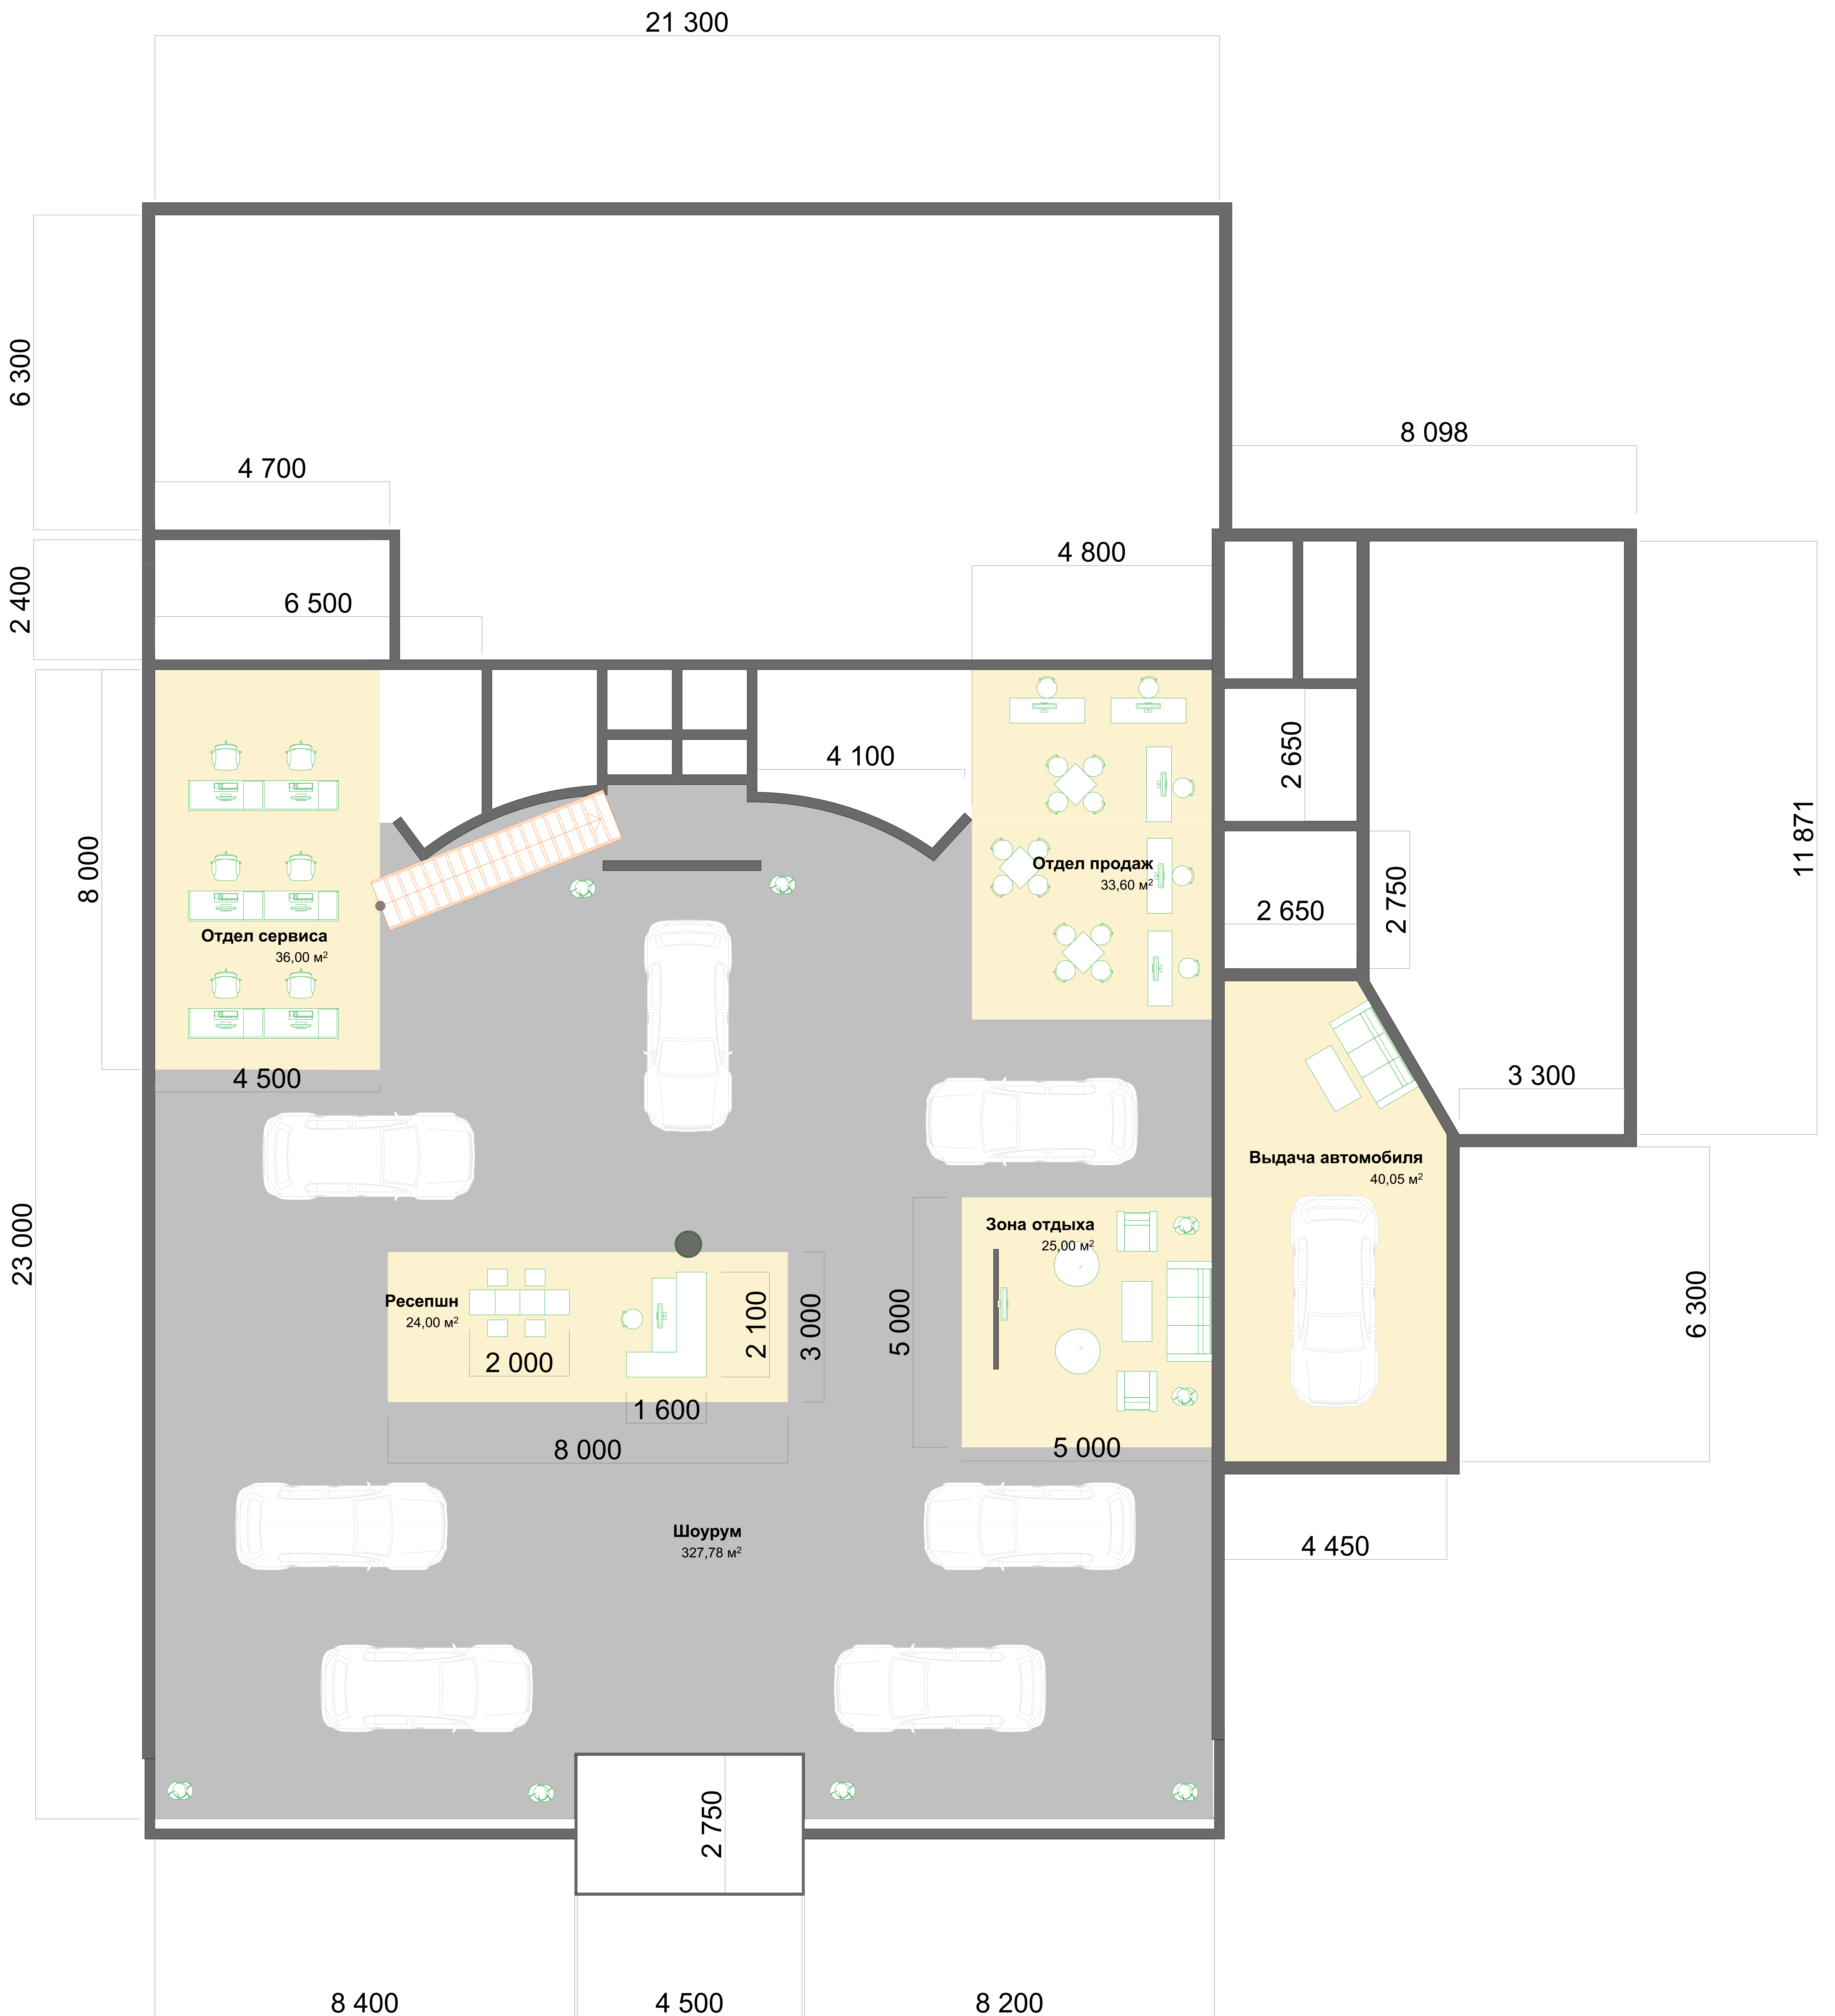 21 300
8 098
6 300
4 700
4 800
2 400
6 500
4 100
2 650
11 871
8 000
Отдел продаж
33,60 м²
2 650
2 750
Отдел сервиса
36,00 м²
4 500
3 300
Выдача автомобиля
40,05 м²
23 000
Зона отдыха
25,00 м²
Ресепшн
24,00 м²
2 000
2 100
3 000
5 000
6 300
1 600
8 000
5 000
Шоурум
327,78 м²
4 450
2 750
8 400
4 500
8 200